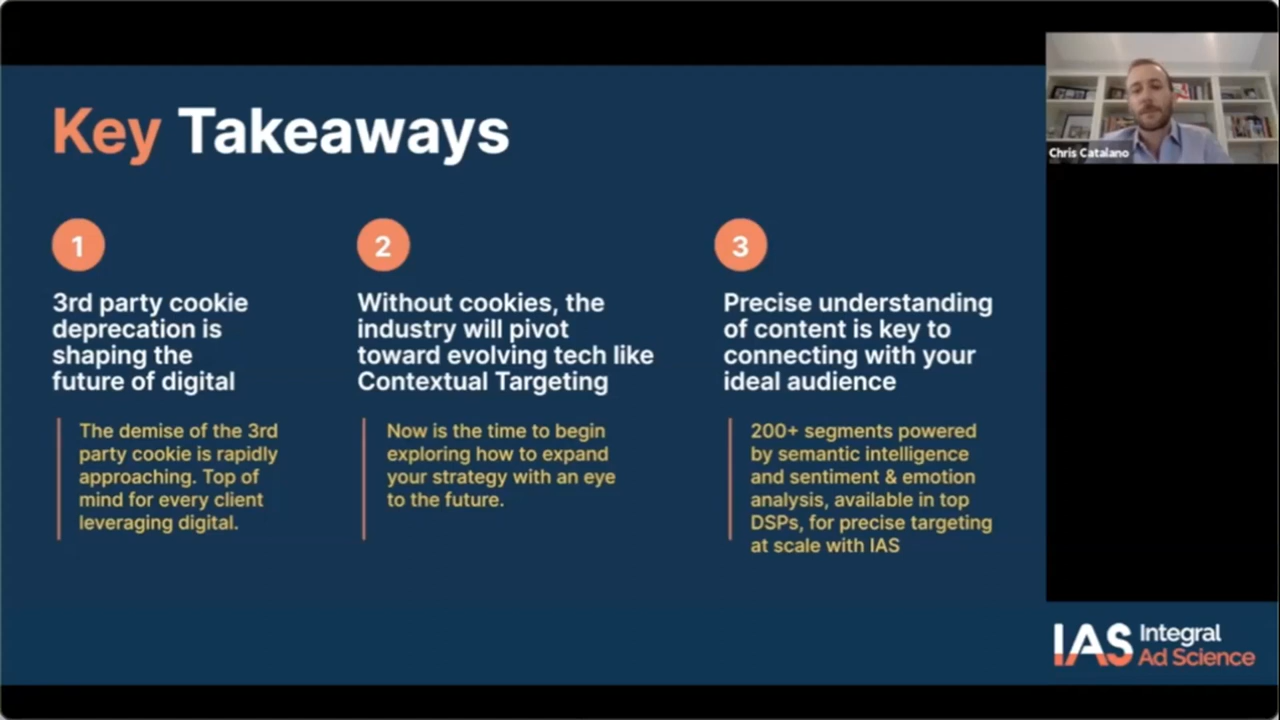 Key Takeaways
1
3rd party cookie
deprecation is
shaping the
future of digital
The demise of the 3rd
party cookie is rapidly
approaching. Top of
mind for every client
leveraging digital.
2
Without cookies, the
industry will pivot
toward evolving tech like
Contextual Targeting
Now is the time to begin
exploring how to expand
your strategy with an eye
to the future.
3
Precise understanding
of content is key to
connecting with your
ideal audience
200+ segments powered
by semantic intelligence
and sentiment & emotion
analysis, available in top
DSPs, for precise targeting
at scale with IAS
Chris Catalano
IAS Integral
Ad Science